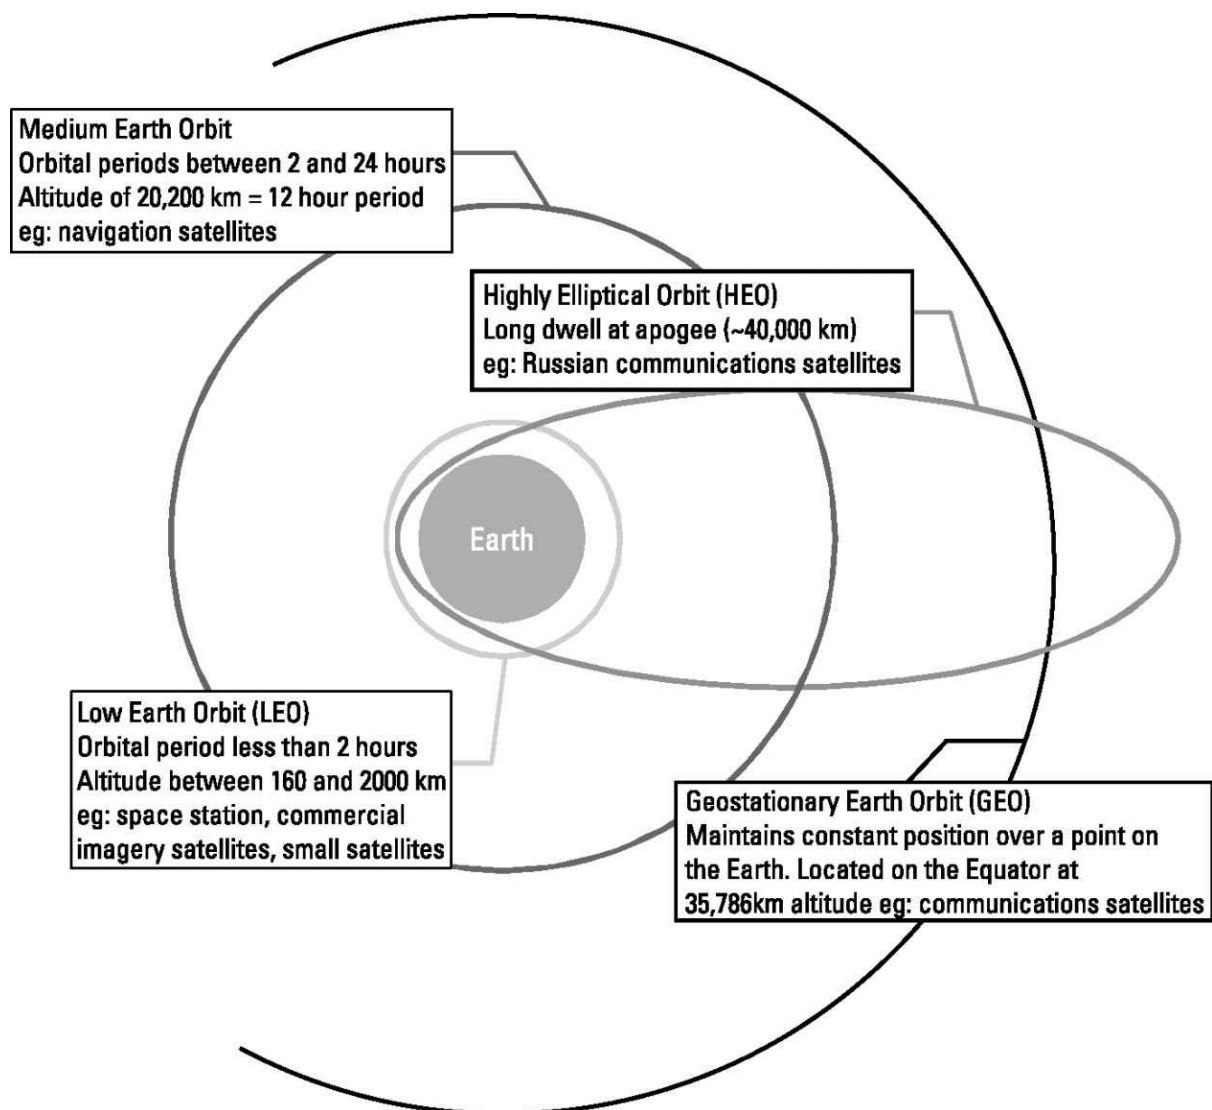 Medium Earth Orbit
Orbital periods between 2 and 24 hours
Altitude of 20,200 km = 12 hour period
eg: navigation satellites
Highly Elliptical Orbit (HEO)
Long dwell at apogee (~40,000 km)
eg: Russian communications satellites
Earth
Low Earth Orbit (LEO)
Orbital period less than 2 hours
Altitude between 160 and 2000 km
eg: space station, commercial
imagery satellites, small satellites
Geostationary Earth Orbit (GEO)
Maintains constant position over a point on
the Earth. Located on the Equator at
35,786km altitude eg: communications satellites